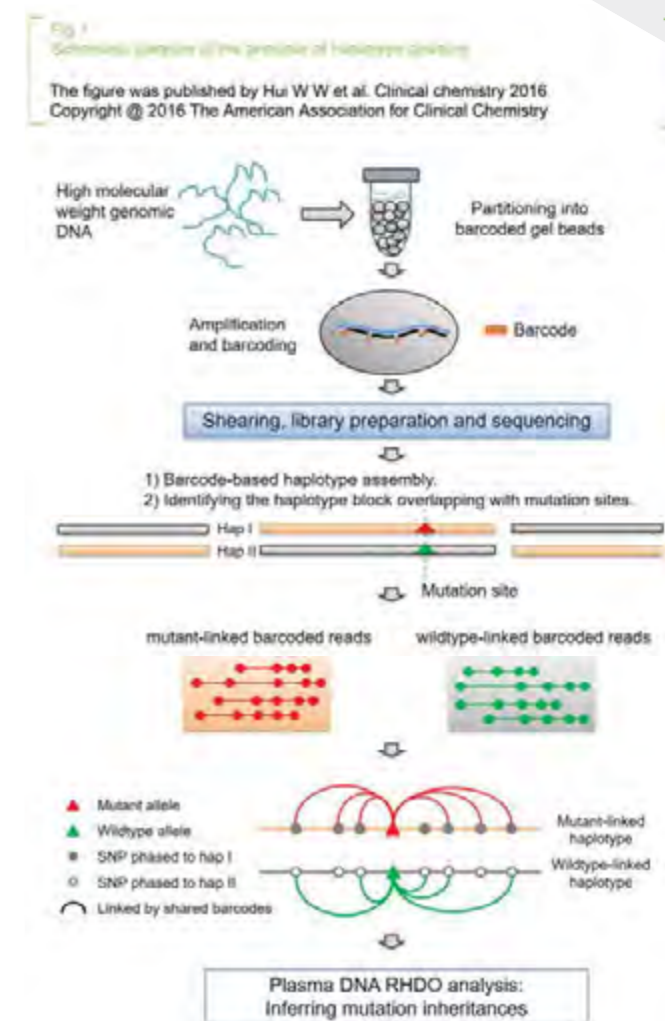 Fig. 1
The figure was published by Hui W W et al. Clinical chemistry 2016
Copyright @ 2016 The American Association for Clinical Chemistry
High molecular
weight genomic
DNA
Partitioning into
barcoded gel beads
Amplification
and barcoding
Barcode
Shearing, library preparation and sequencing
1) Barcode-based haplotype assembly.
2) Identifying the haplotype block overlapping with mutation sites.
Hap I
Hap II
Mutation site
mutant-linked barcoded reads
wildtype-linked barcoded reads
Mutant allele
Wildtype allele
SNP phased to hap I
SNP phased to hap II
Linked by shared barcodes
Mutant-linked
haplotype
Wildtype-linked
haplotype
Plasma DNA RHDO analysis:
Inferring mutation inheritances